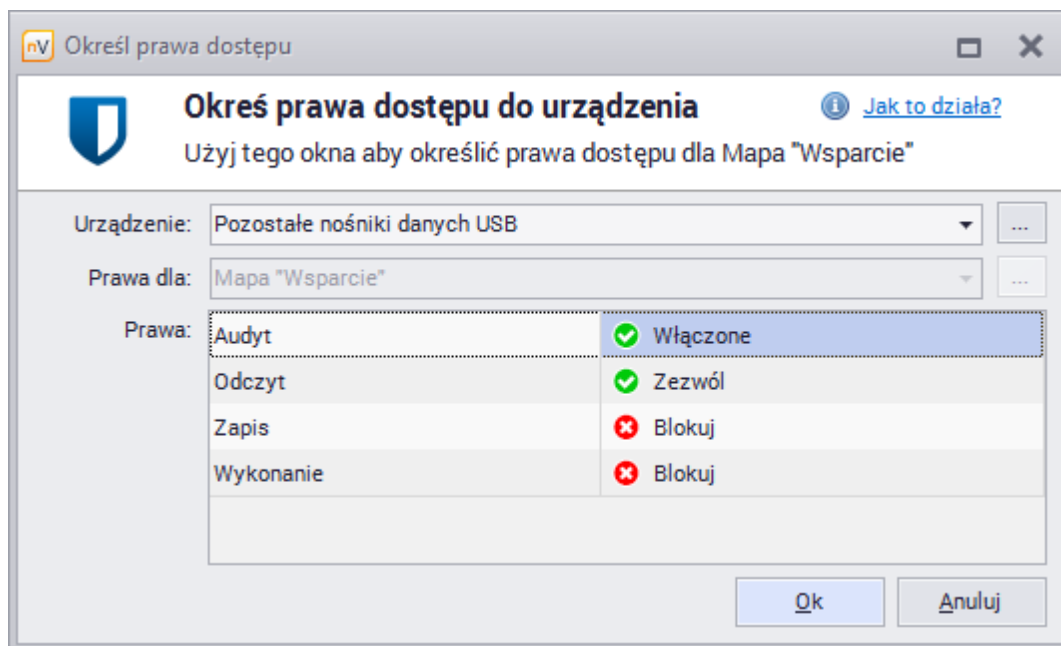 nV Określ prawa dostępu
Okreś prawa dostępu do urządzenia Jak to działa?
Użyj tego okna aby określić prawa dostępu dla Mapa "Wsparcie"
Urządzenie: Pozostałe nośniki danych USB ...
Prawa dla: Mapa "Wsparcie" ...
Prawa: Audyt Włączone
Odczyt Zezwól
Zapis Blokuj
Wykonanie Blokuj
Ok Anuluj